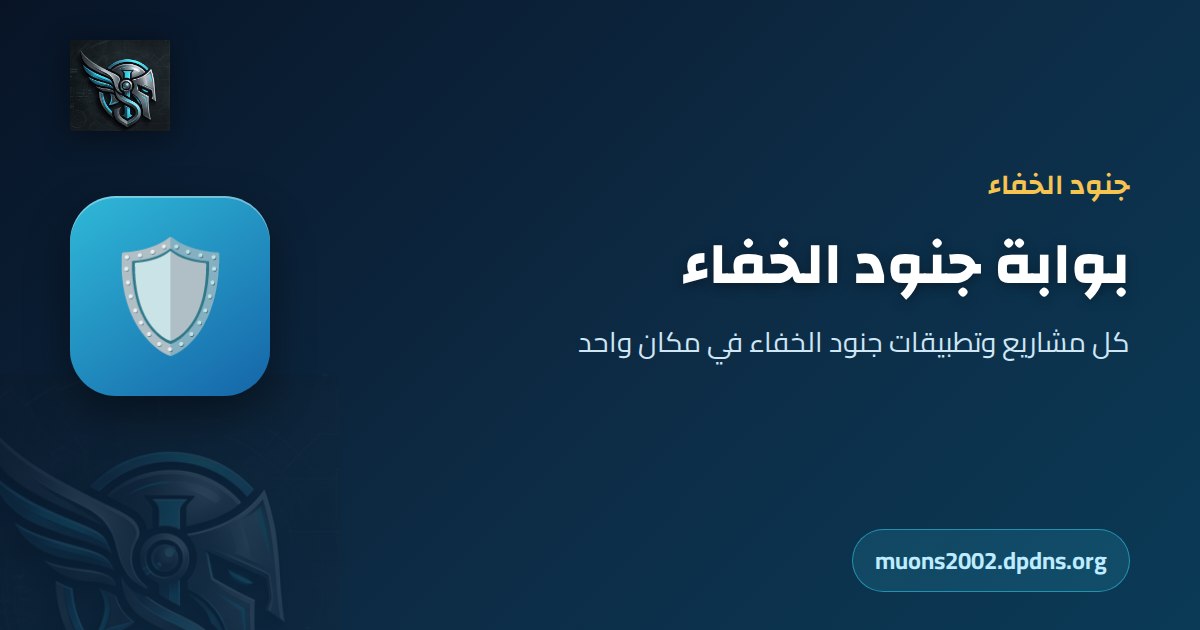 جنود الخفاء
بوابة جنود الخفاء
كل مشاريع وتطبيقات جنود الخفاء في مكان واحد
muons2002.dpdns.org